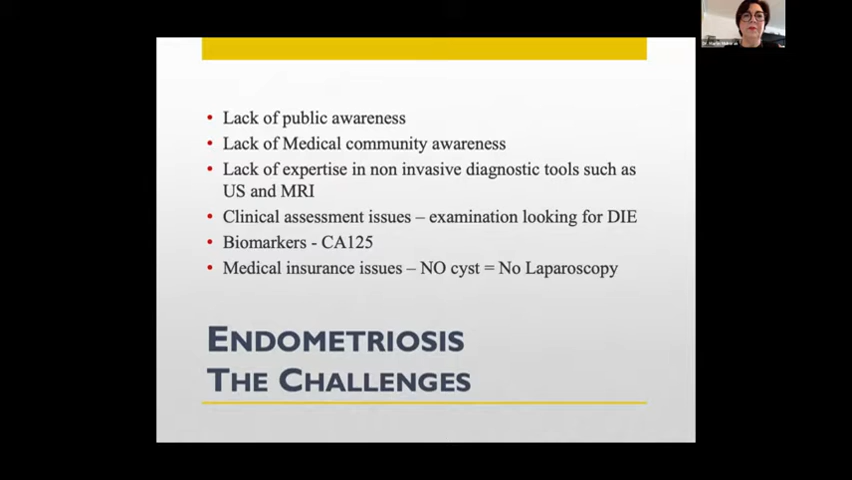 • Lack of public awareness
• Lack of Medical community awareness
• Lack of expertise in non invasive diagnostic tools such as
US and MRI
• Clinical assessment issues – examination looking for DIE
• Biomarkers - CA125
• Medical insurance issues – NO cyst = No Laparoscopy
ENDOMETRIOSIS
THE CHALLENGES